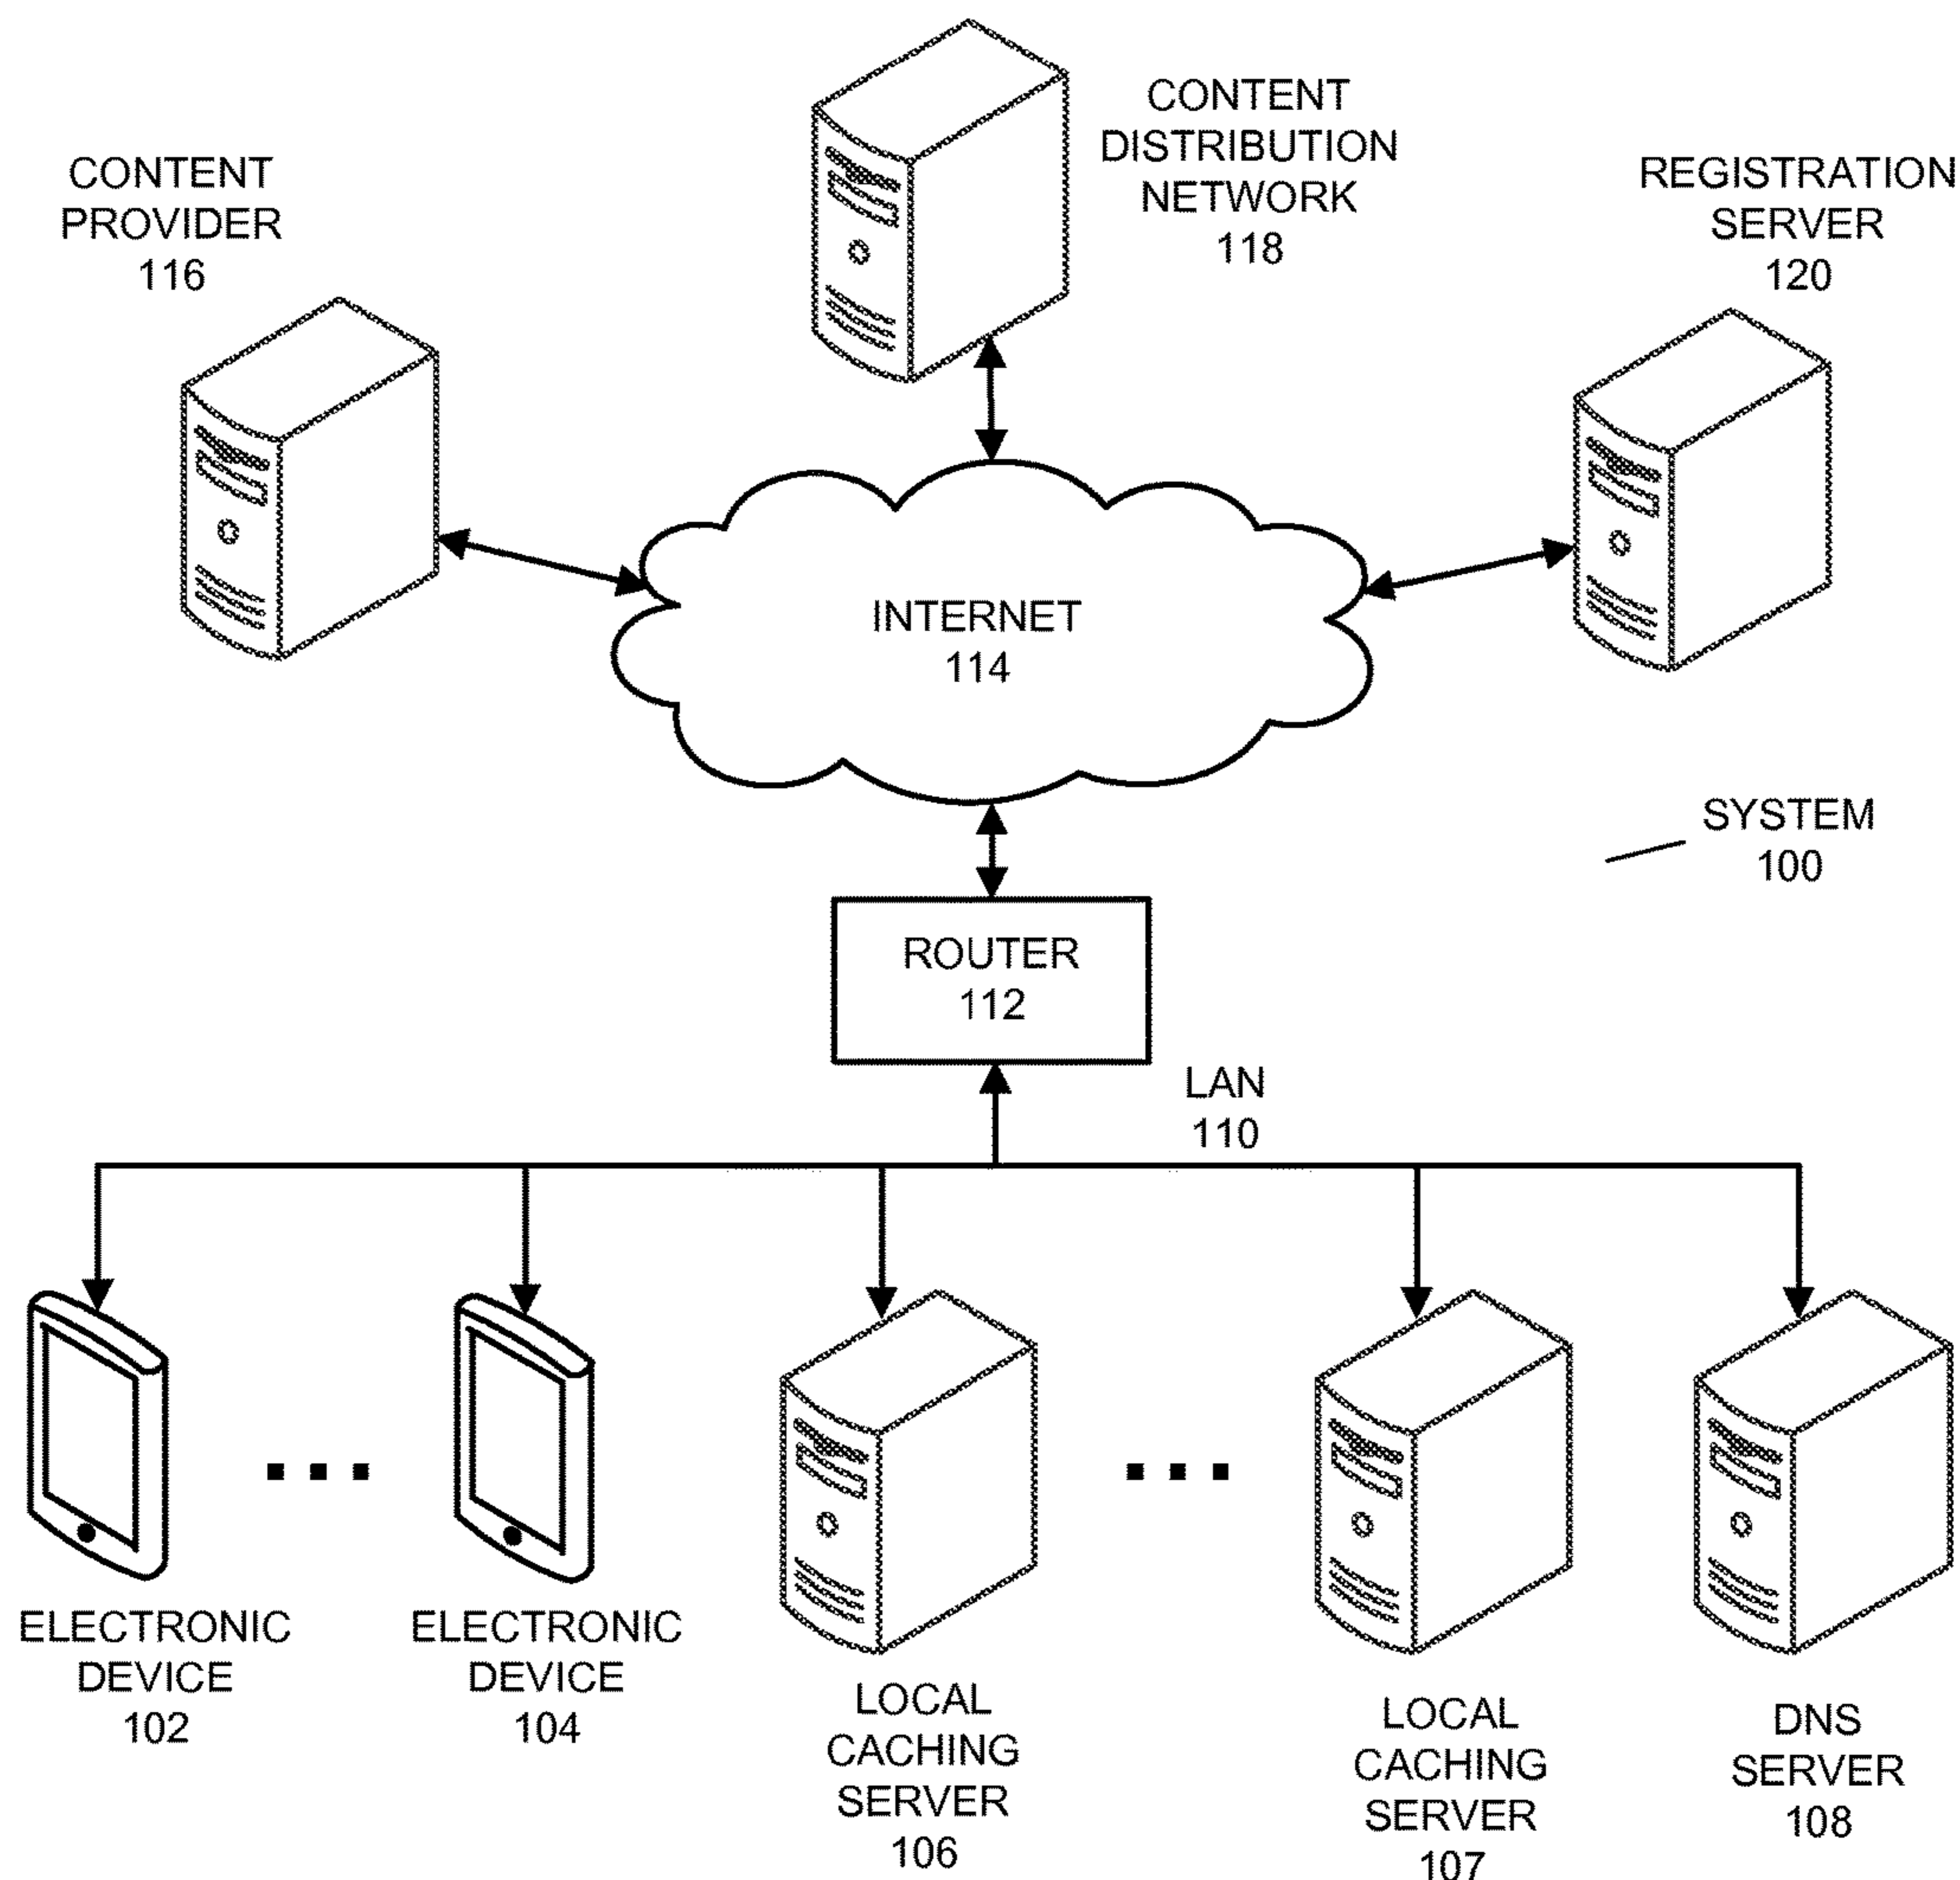 CONTENT
DISTRIBUTION
NETWORK
118
CONTENT
PROVIDER
116
REGISTRATION
SERVER
120
INTERNET
114
SYSTEM
100
ROUTER
112
LAN
110
ELECTRONIC
DEVICE
102
ELECTRONIC
DEVICE
104
LOCAL
CACHING
SERVER
106
LOCAL
CACHING
SERVER
107
DNS
SERVER
108